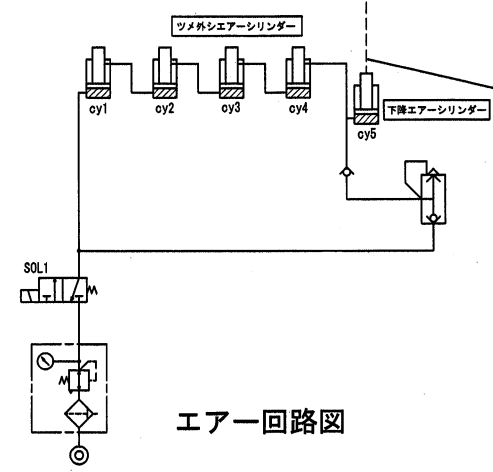 ツメ外シエアーシリンダー
cy1
cy2
cy3
cy4
cy5
下降エアーシリンダー
SOL1
エアー回路図